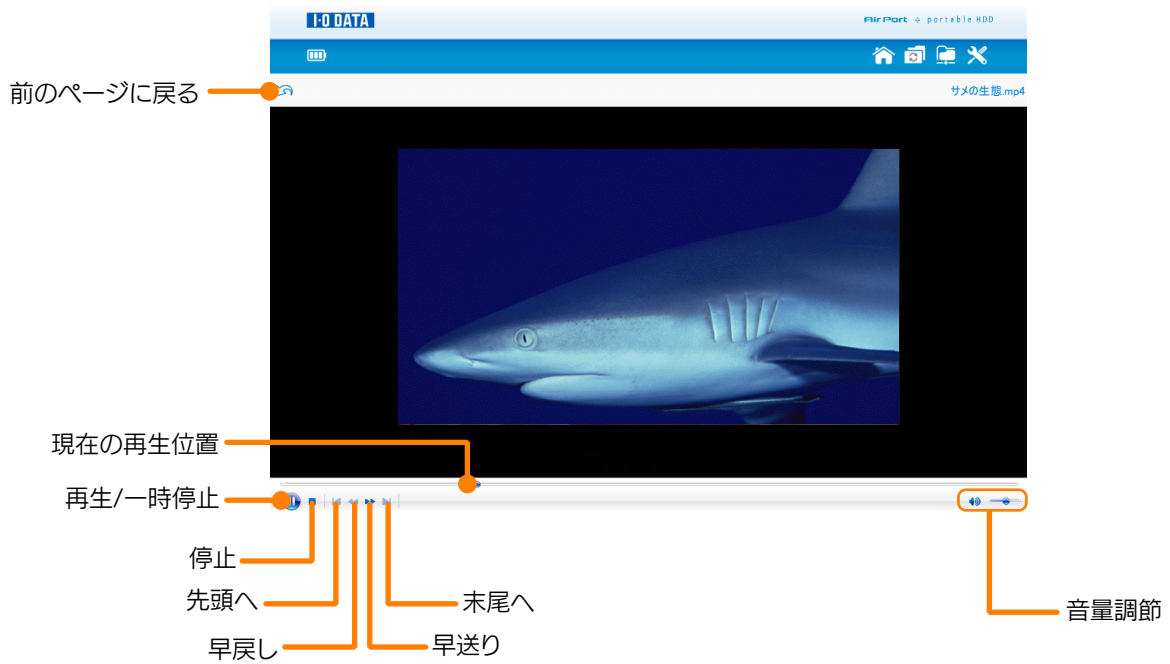 I-O DATA
AirPort portable HDD
前のページに戻る
サメの生態.mp4
現在の再生位置
再生/一時停止
停止
先頭へ
末尾へ
音量調節
早戻し
早送り